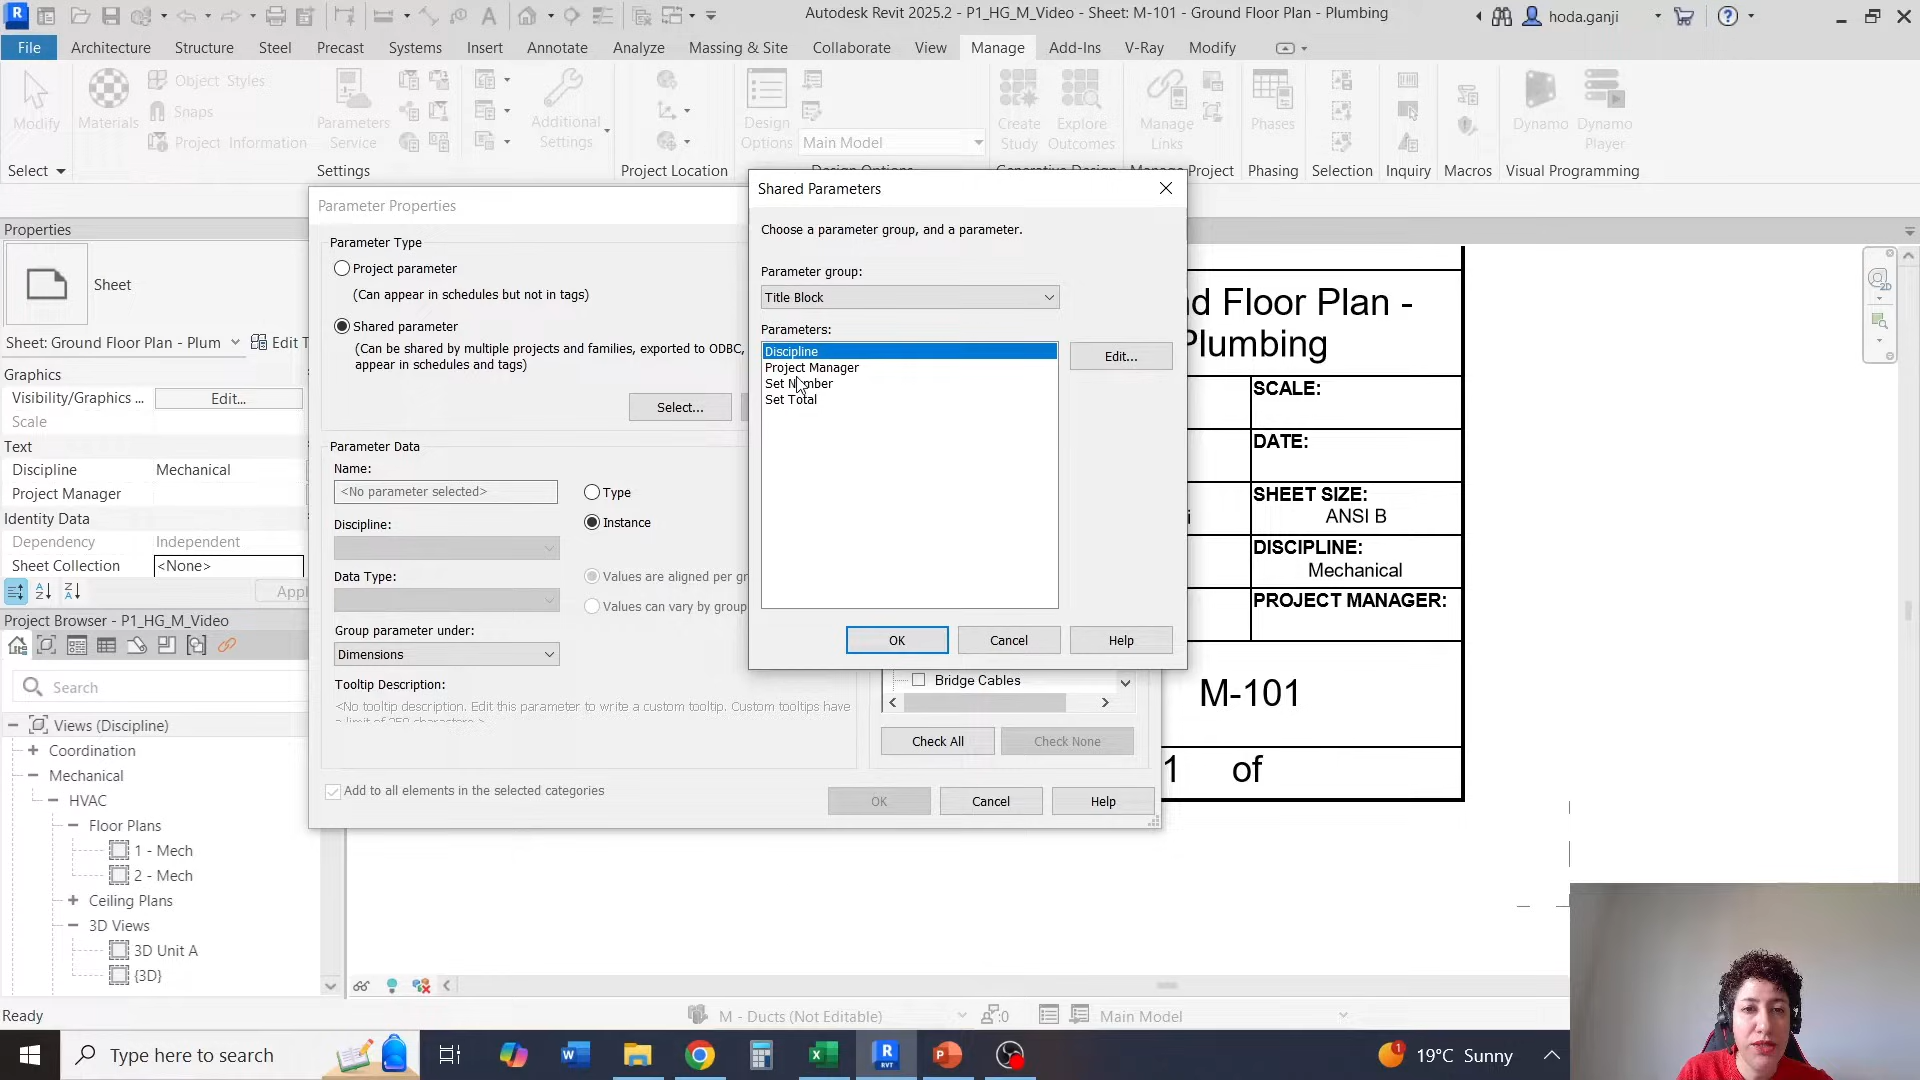 Autodesk Revit 2025.2 - P1_HG_M_Video - Sheet: M-101 - Ground Floor Plan - Plumbing
hoda.ganji
File Architecture Structure Steel Precast Systems Insert Annotate Analyze Massing & Site Collaborate View Manage Add-Ins V-Ray Modify
Modify
Materials
Object Styles
Snaps
Project Information
Parameters
Service
Additional
Settings
Design
Options
Main Model
Create
Study
Explore
Outcomes
Manage
Links
Phases
Dynamo
Dynamo
Player
Select
Settings
Project Location
Project
Phasing
Selection
Inquiry
Macros
Visual Programming
Properties
Sheet
Sheet: Ground Floor Plan - Plum
Edit T
Graphics
Visibility/Graphics ...
Edit...
Scale
Text
Discipline Mechanical
Project Manager
Identity Data
Dependency Independent
Sheet Collection <None>
Appl
Project Browser - P1_HG_M_Video
Search
Views (Discipline)
Coordination
Mechanical
HVAC
Floor Plans
1 - Mech
2 - Mech
Ceiling Plans
3D Views
3D Unit A
{3D}
Parameter Properties
Parameter Type
Project parameter
(Can appear in schedules but not in tags)
Shared parameter
(Can be shared by multiple projects and families, exported to ODBC,
appear in schedules and tags)
Select...
Parameter Data
Name:
<No parameter selected>
Type
Instance
Discipline:
Data Type:
Values are aligned per gr
Values can vary by group
Group parameter under:
Dimensions
Tooltip Description:
<No tooltip description. Edit this parameter to write a custom tooltip. Custom tooltips have
Bridge Cables
Check All
Check None
Add to all elements in the selected categories
OK
Cancel
Help
Shared Parameters
Choose a parameter group, and a parameter.
Parameter group:
Title Block
Parameters:
Discipline
Project Manager
Set Number
Set Total
Edit...
OK
Cancel
Help
d Floor Plan -
Plumbing
SCALE:
DATE:
SHEET SIZE:
ANSI B
DISCIPLINE:
Mechanical
PROJECT MANAGER:
M-101
1 of
Ready
M - Ducts (Not Editable)
:0
Main Model
Type here to search
19°C Sunny